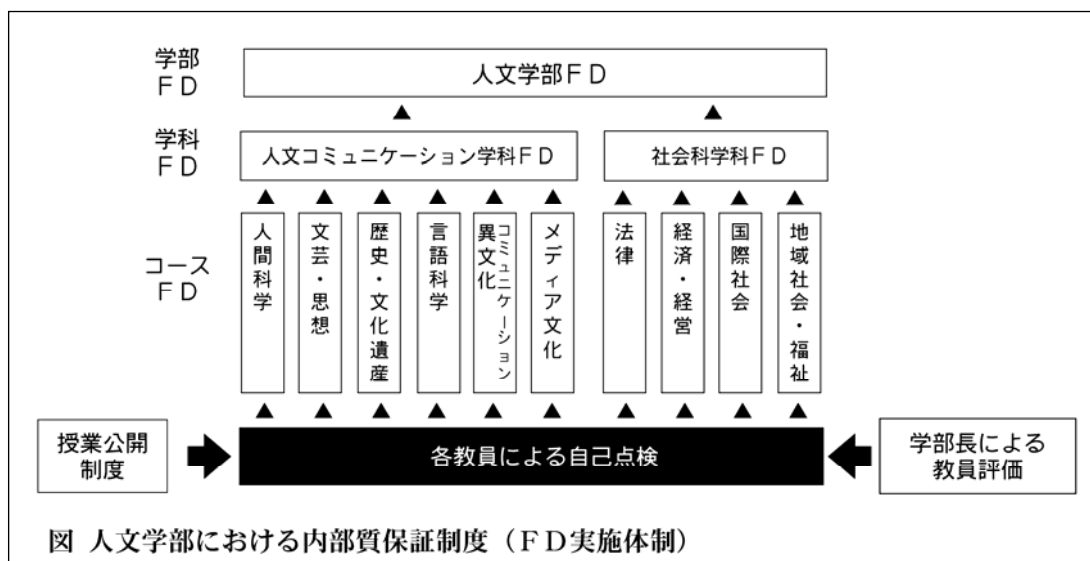 学部
ＦＤ
人文学部ＦＤ
学科
ＦＤ
人文コミュニケーション学科ＦＤ
社会科学科ＦＤ
コース
ＦＤ
人間科学
文芸・思想
歴史・文化遺産
言語科学
異文化
コミュニケーション
メディア文化
法律
経済・経営
国際社会
地域社会・福祉
授業公開
制度
各教員による自己点検
学部長による
教員評価
図 人文学部における内部質保証制度（ＦＤ実施体制）